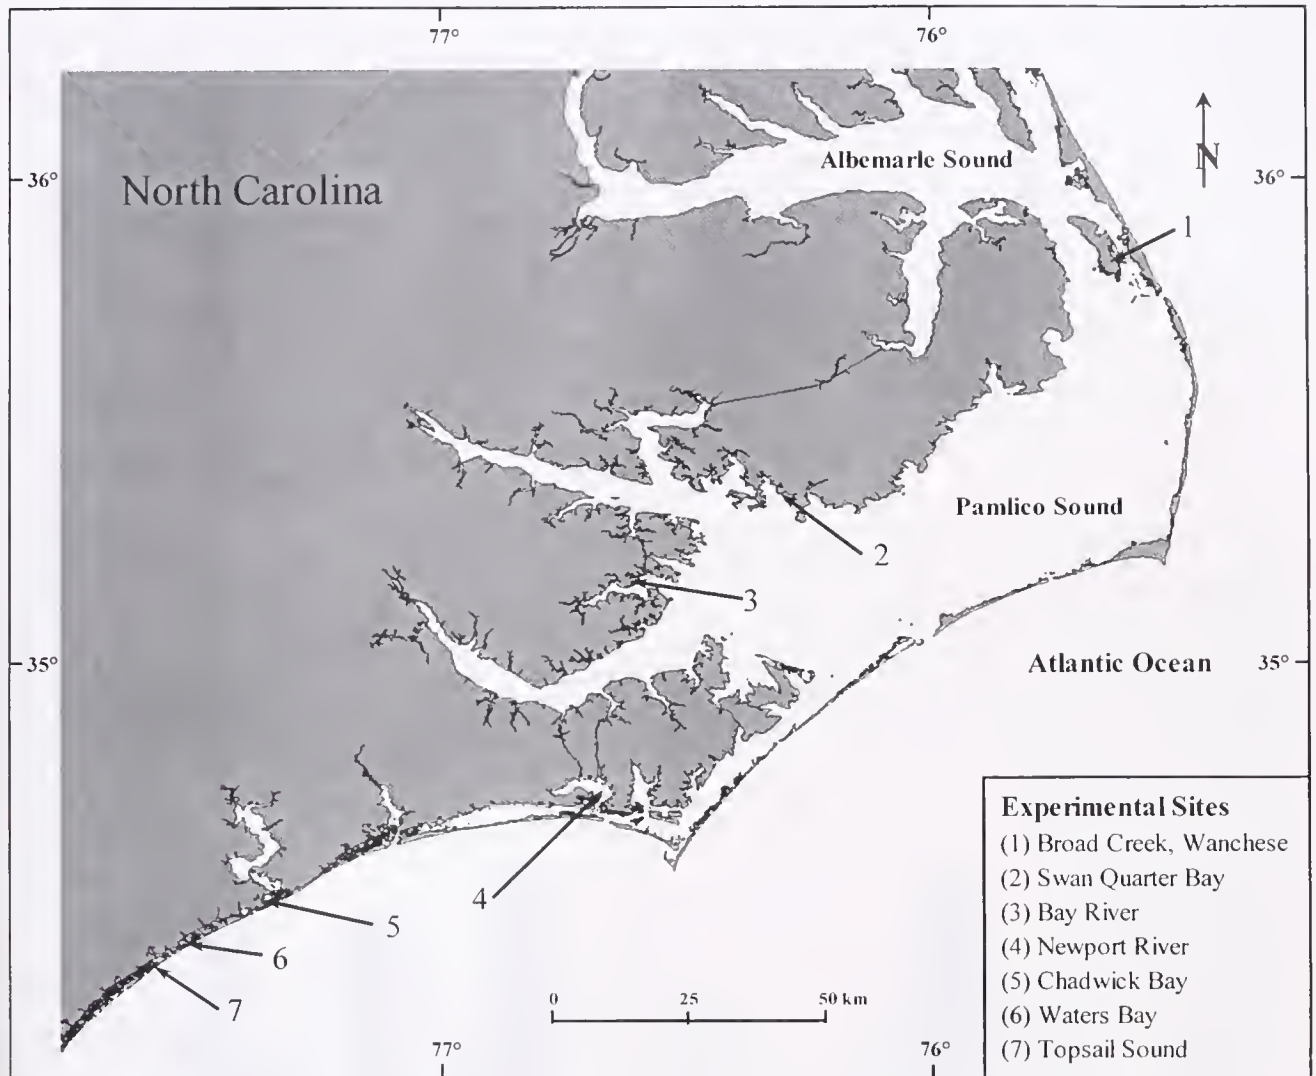 77°
76°
Albemarle Sound
N
36°
36°
North Carolina
1
Pamlico Sound
2
3
35°
Atlantic Ocean
35°
4
5
6
7
0 25 50 km
Experimental Sites
(1) Broad Creek, Wanchese
(2) Swan Quarter Bay
(3) Bay River
(4) Newport River
(5) Chadwick Bay
(6) Waters Bay
(7) Topsail Sound
77°
76°